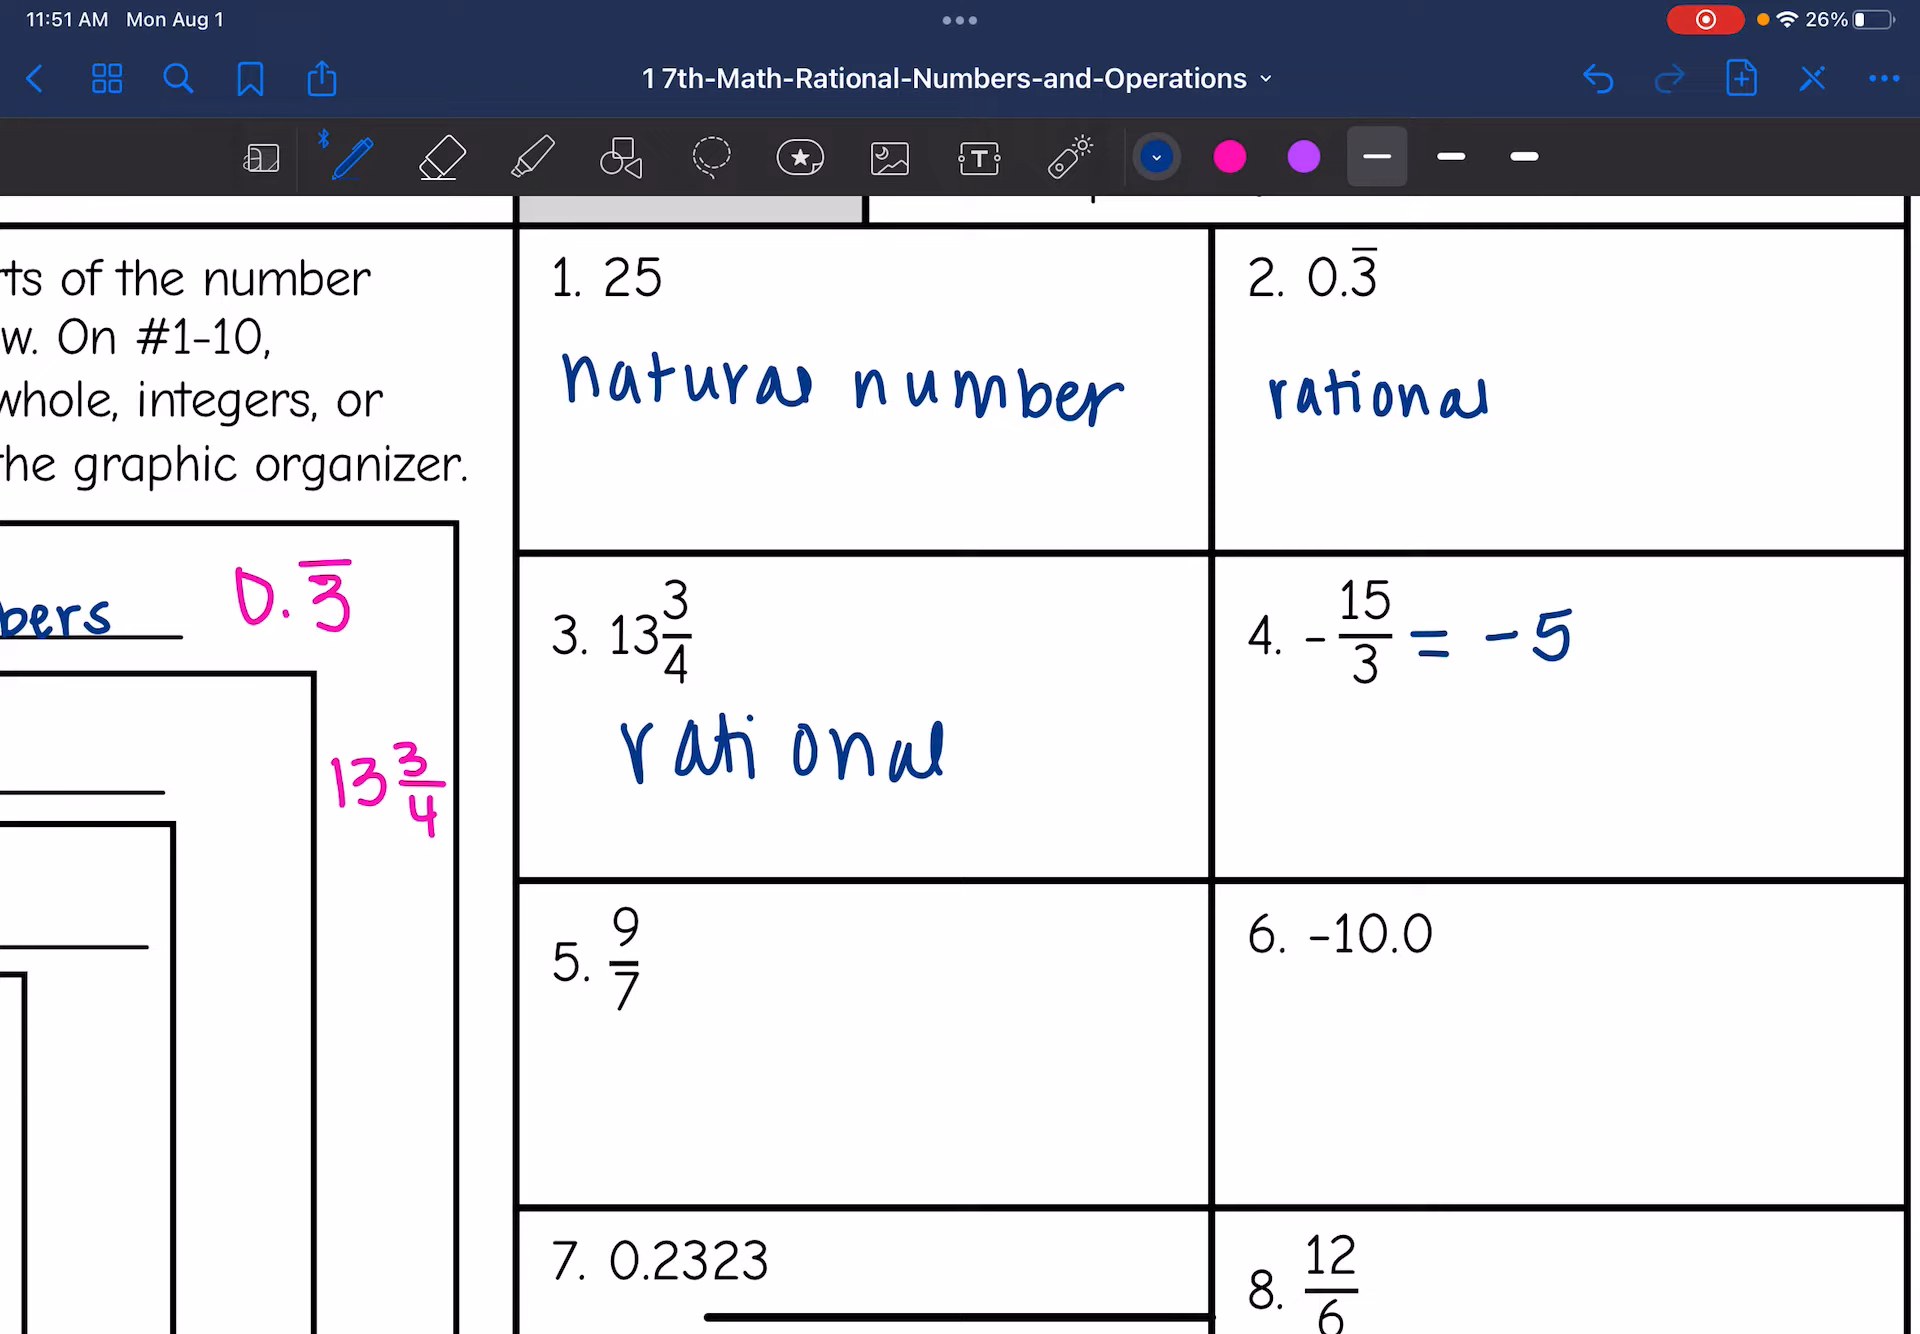 11:51 AM Mon Aug 1
26%
1 7th-Math-Rational-Numbers-and-Operations
rts of the number
w. On #1-10,
whole, integers, or
he graphic organizer.
bers
0.3̅
13 3/4
1. 25
natural number
2. 0.3̅
rational
3. 13 3/4
rational
4. - 15/3 = -5
5. 9/7
6. -10.0
7. 0.2323
8. 12/6